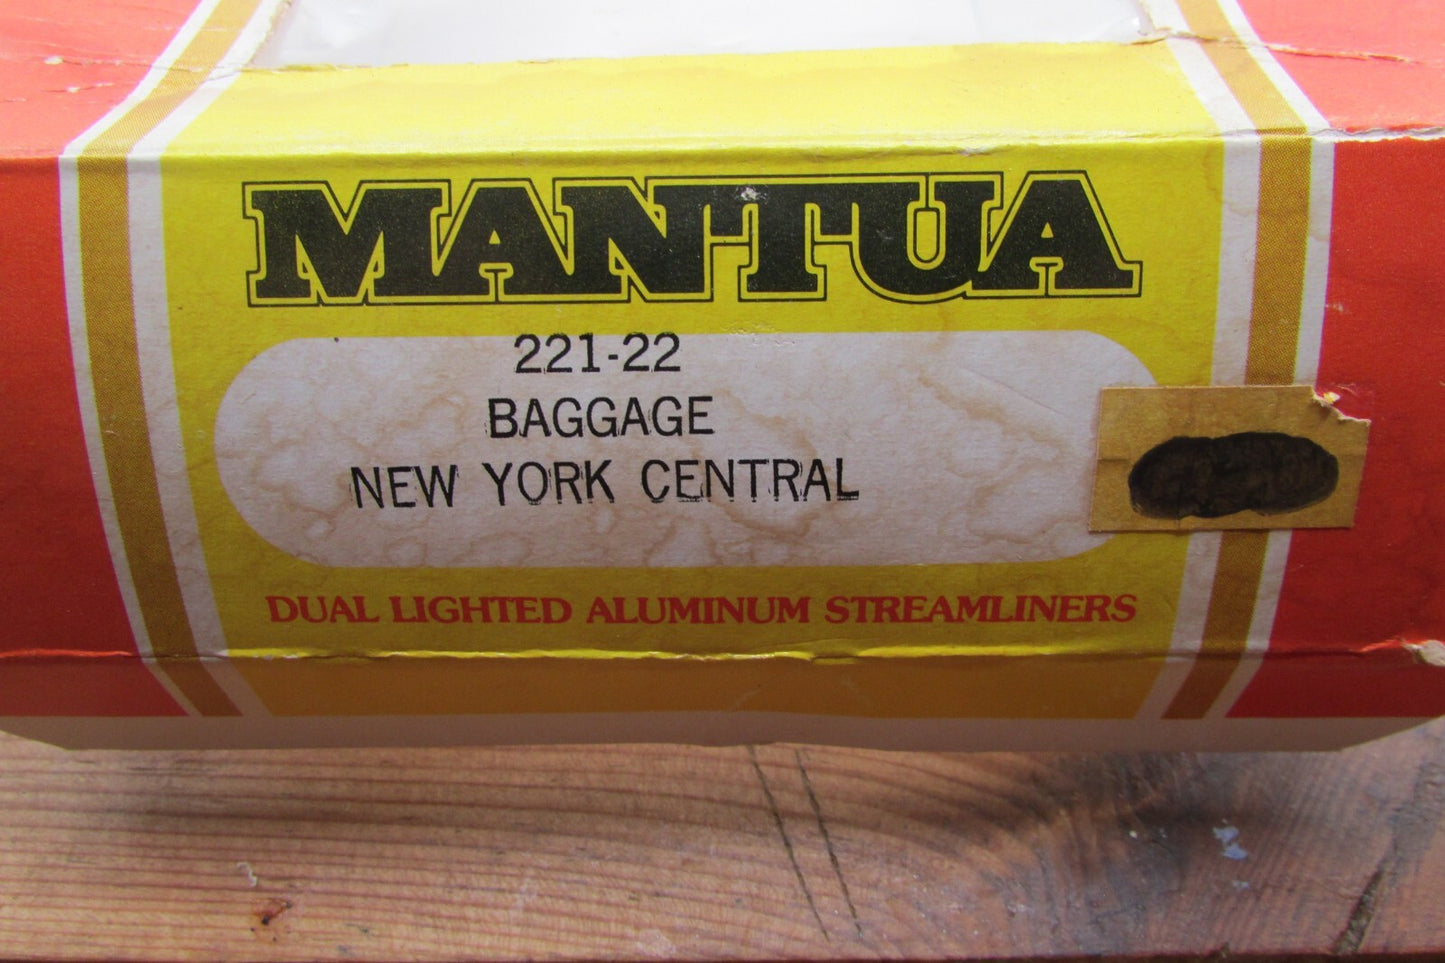 MANTUA
221-22
BAGGAGE
NEW YORK CENTRAL
DUAL LIGHTED ALUMINUM STREAMLINERS